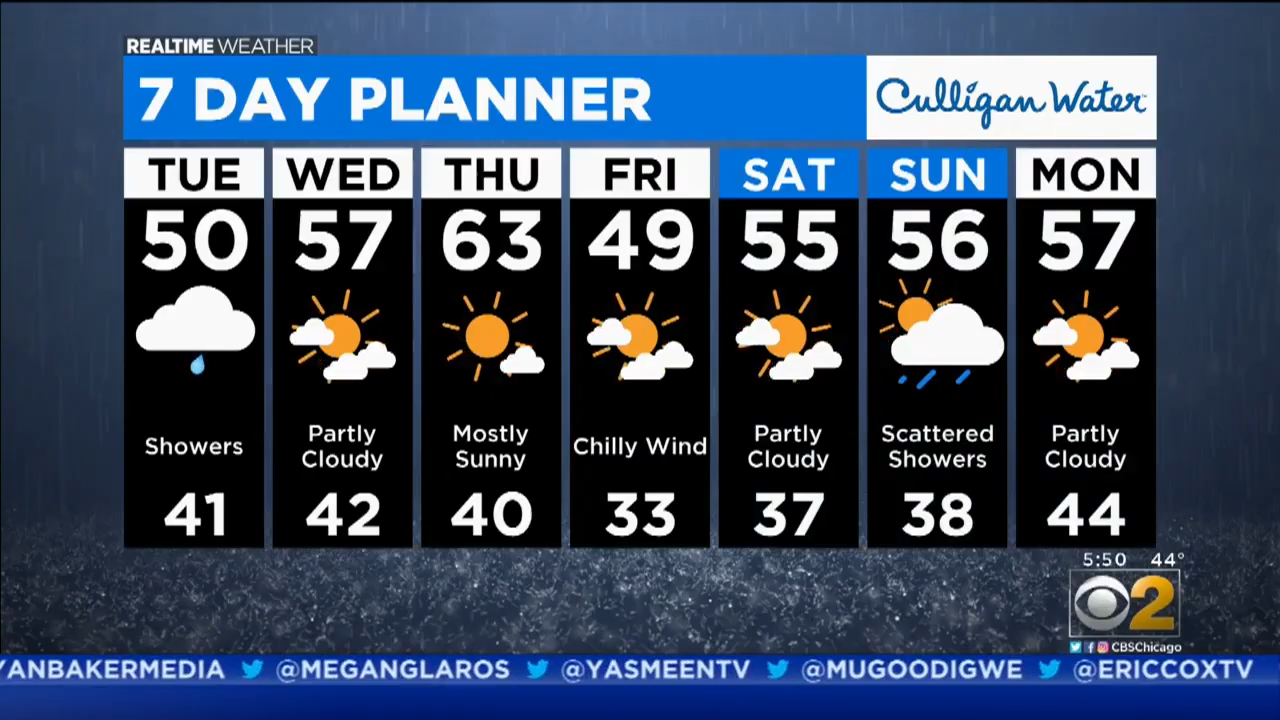 REALTIME WEATHER
7 DAY PLANNER
Culligan Water
TUE WED THU FRI SAT SUN MON
50 57 63 49 55 56 57
Showers
Partly Cloudy
Mostly Sunny
Chilly Wind
Partly Cloudy
Scattered Showers
Partly Cloudy
41 42 40 33 37 38 44
5:50 44°
2
CBSChicago
YANBAKERMEDIA @MEGANGLAROS @YASMEENTV @MUGOODIGWE @ERICCOXTV